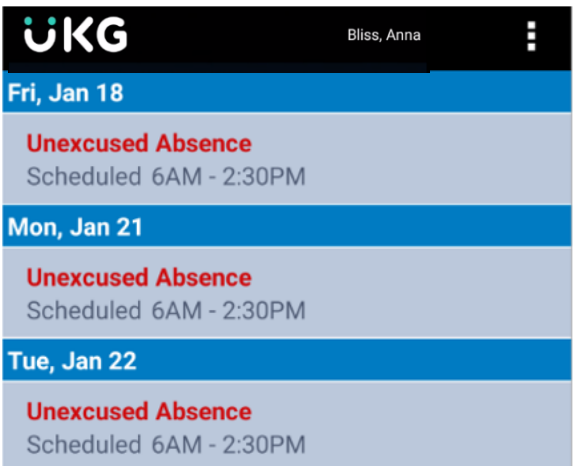 UKG
Bliss, Anna
Fri, Jan 18
Unexcused Absence
Scheduled 6AM - 2:30PM
Mon, Jan 21
Unexcused Absence
Scheduled 6AM - 2:30PM
Tue, Jan 22
Unexcused Absence
Scheduled 6AM - 2:30PM